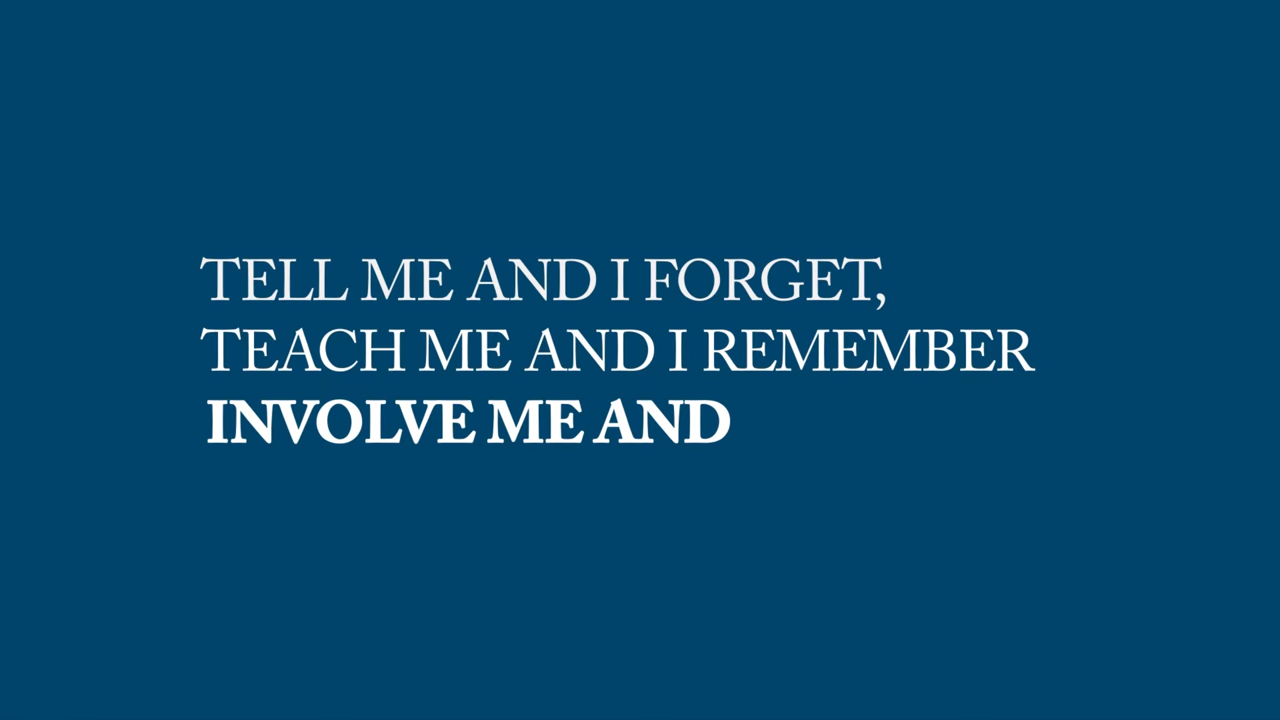 TELL ME AND I FORGET,
TEACH ME AND I REMEMBER
INVOLVE ME AND